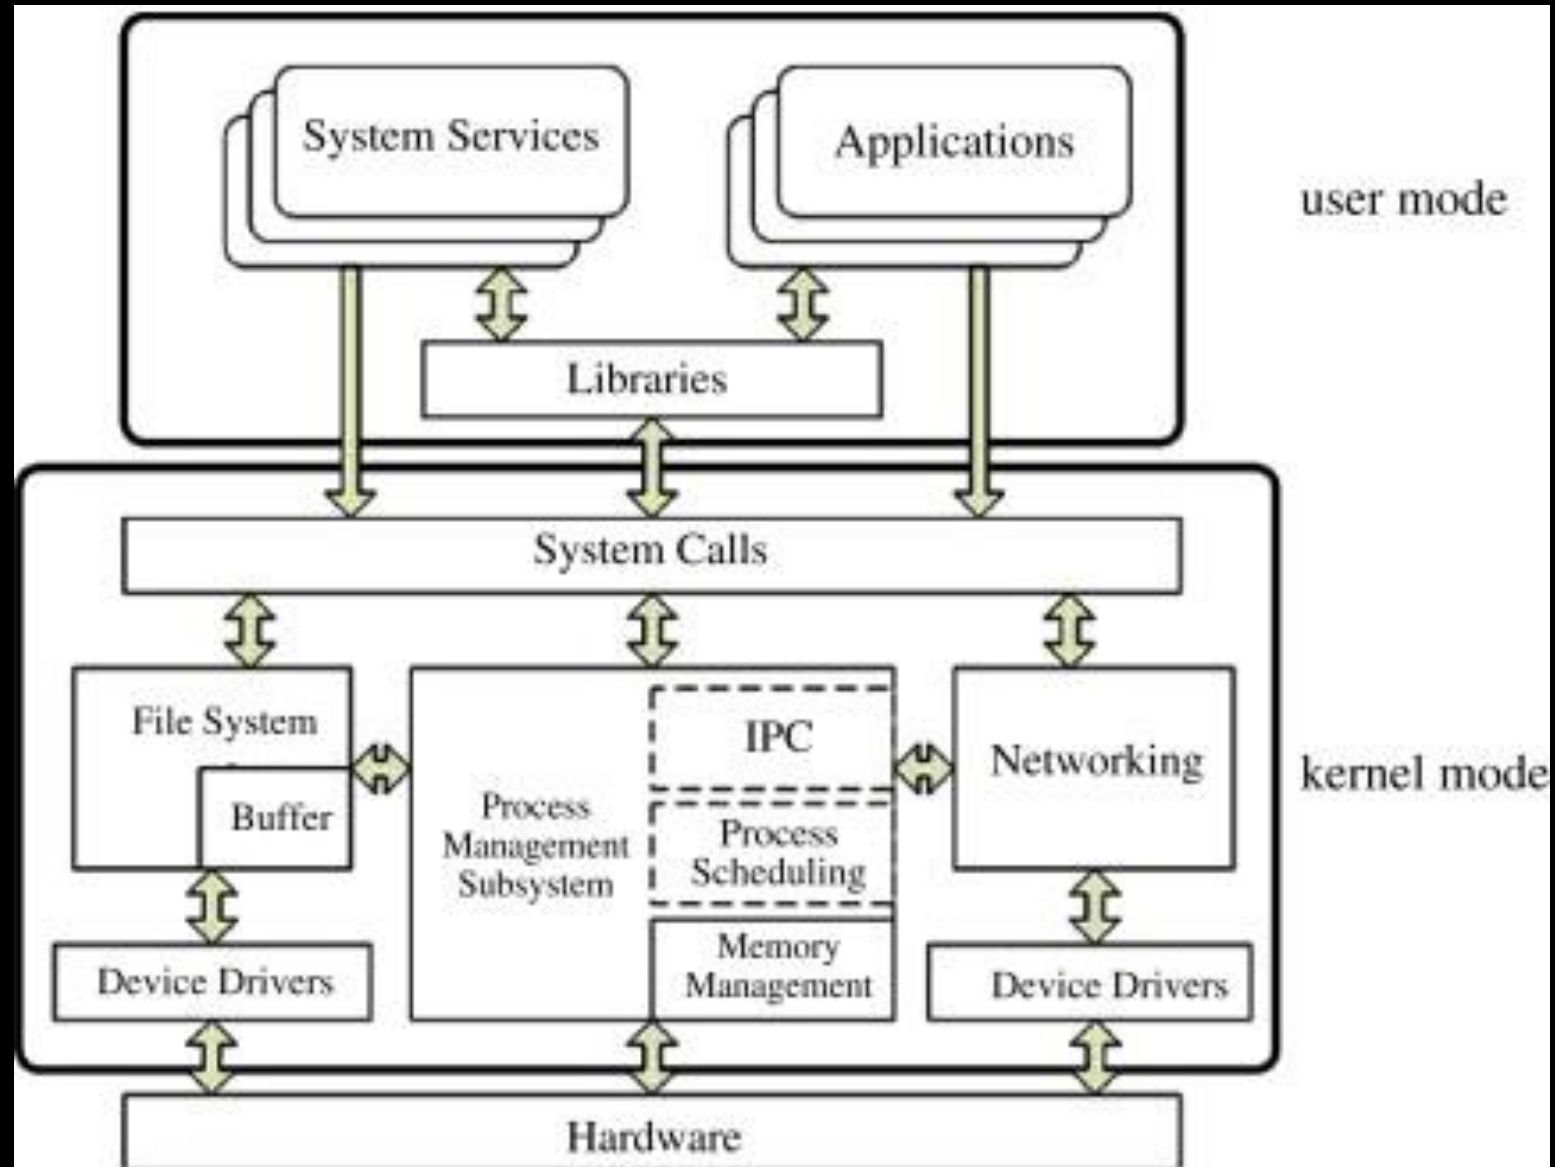 System Services
Applications
user mode
Libraries
System Calls
File System
Buffer
Process
Management
Subsystem
IPC
Process
Scheduling
Memory
Management
Networking
kernel mode
Device Drivers
Device Drivers
Hardware